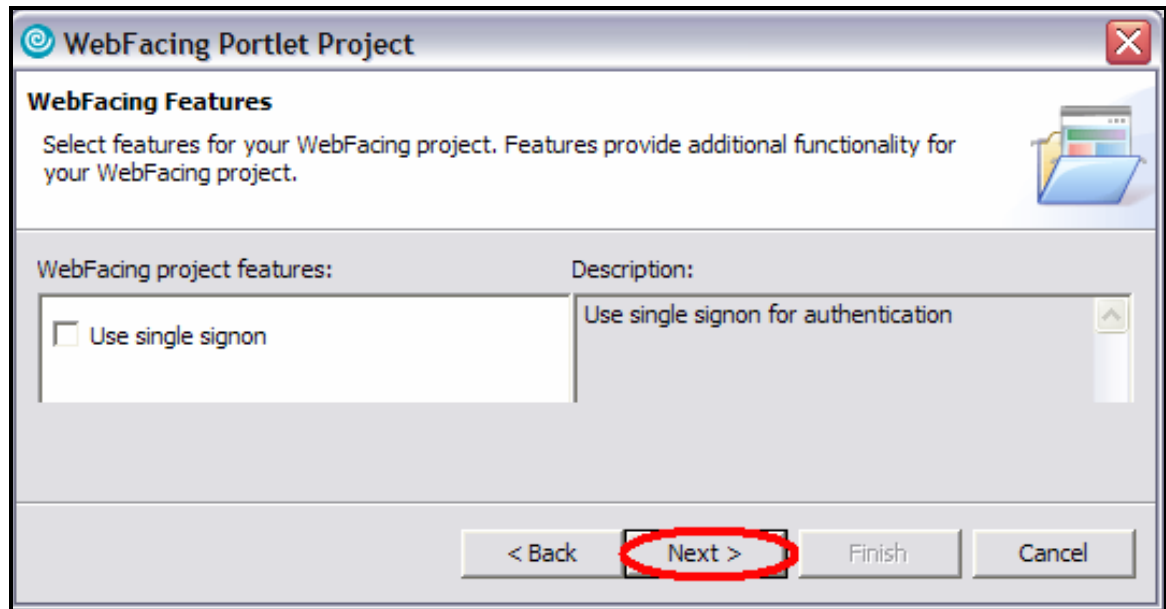 WebFacing Portlet Project
WebFacing Features
Select features for your WebFacing project. Features provide additional functionality for
your WebFacing project.
WebFacing project features:
Description:
Use single signon
Use single signon for authentication
< Back
Next >
Finish
Cancel